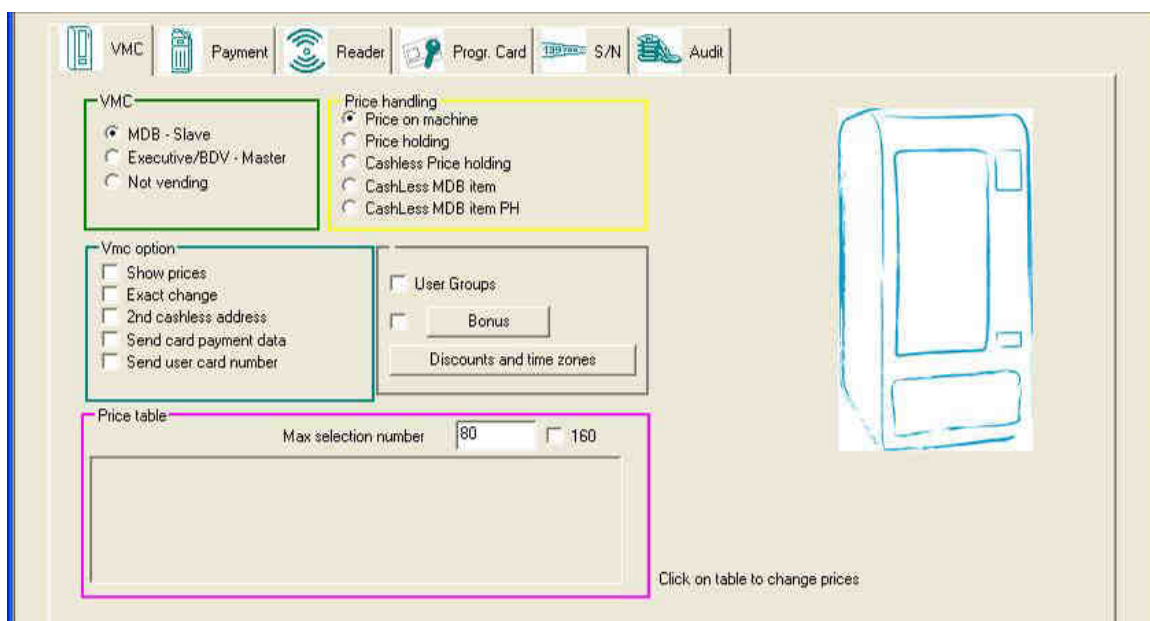 VMC
Payment
Reader
Progr. Card
S/N
Audit
VMC
MDB - Slave
Executive/BDV - Master
Not vending
Price handling
Price on machine
Price holding
Cashless Price holding
CashLess MDB item
CashLess MDB item PH
Vmc option
Show prices
Exact change
2nd cashless address
Send card payment data
Send user card number
User Groups
Bonus
Discounts and time zones
Price table
Max selection number 80 160
Click on table to change prices